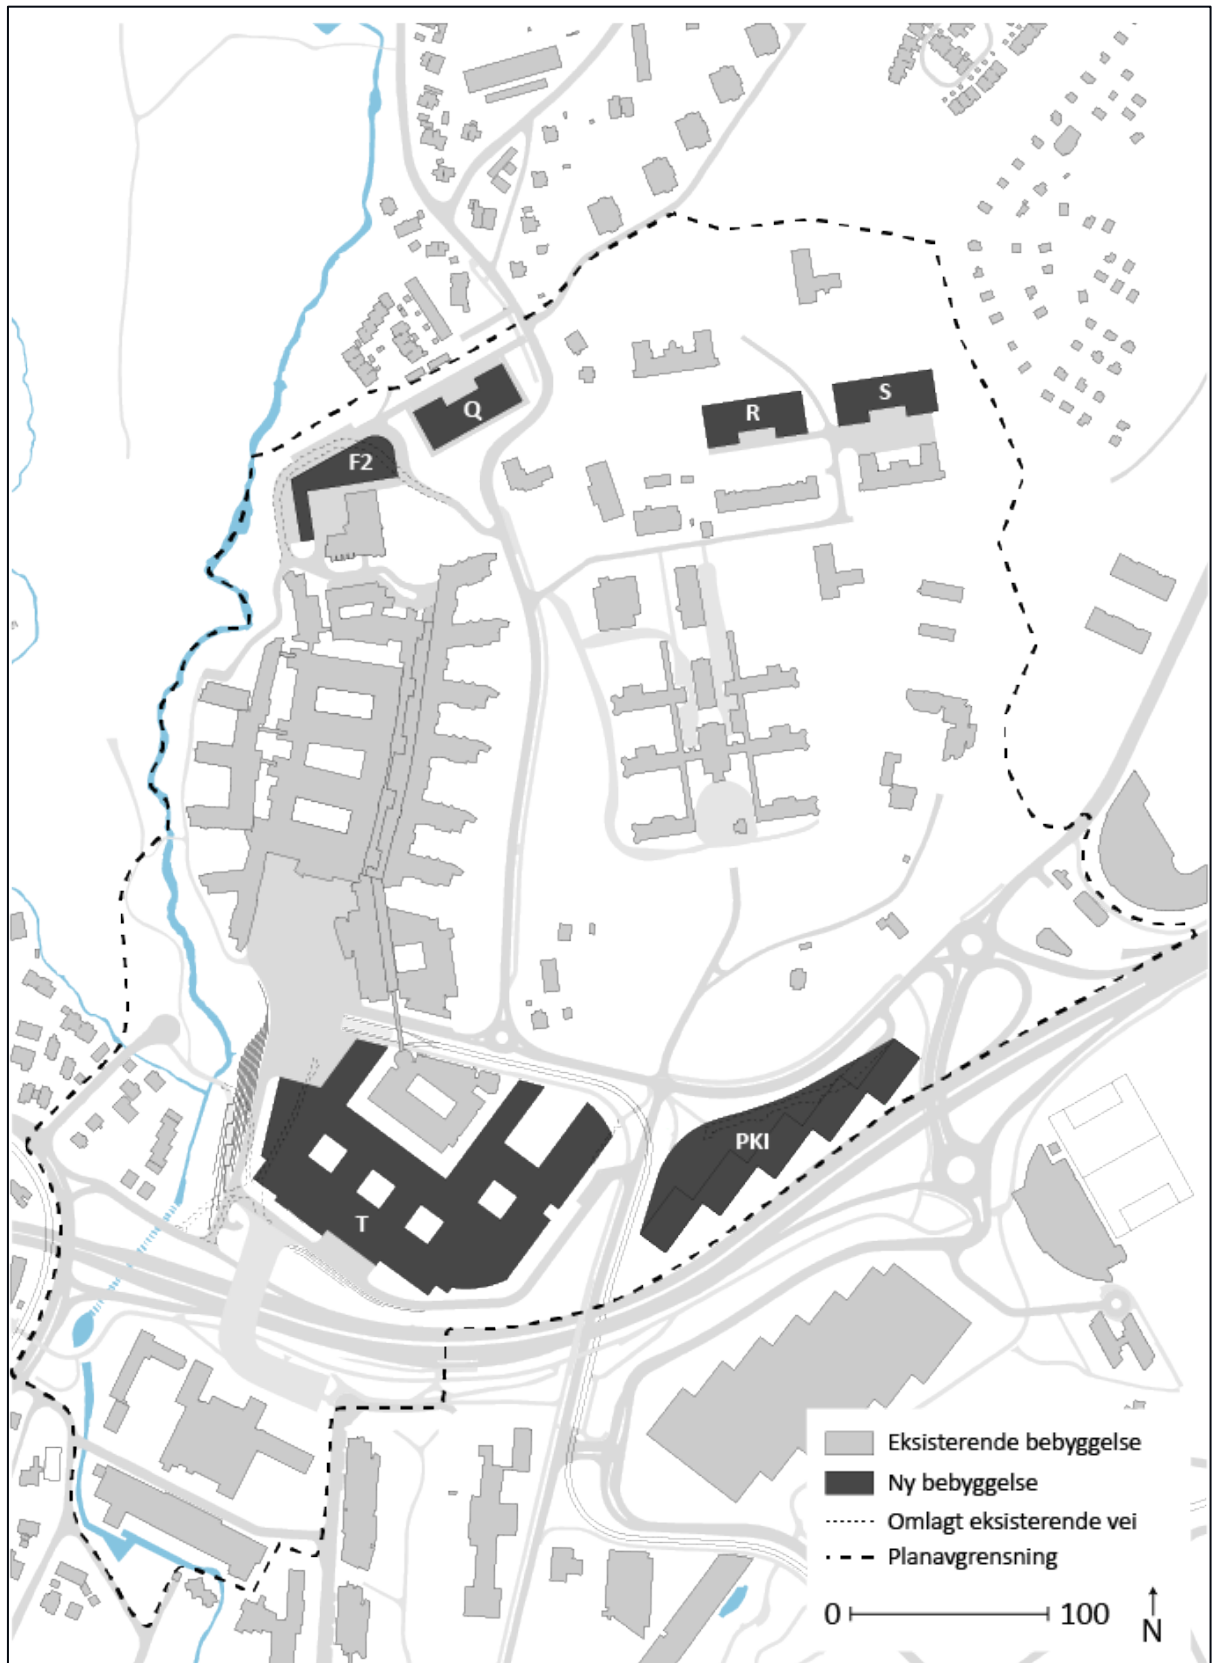 S
R
Q
F2
PKI
T
Eksisterende bebyggelse
Ny bebyggelse
Omlagt eksisterende vei
Planavgrensning
0 100
N